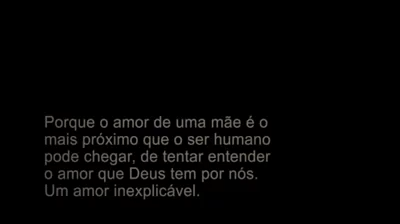 Porque o amor de uma mãe é o
mais próximo que o ser humano
pode chegar, de tentar entender
o amor que Deus tem por nós.
Um amor inexplicável.